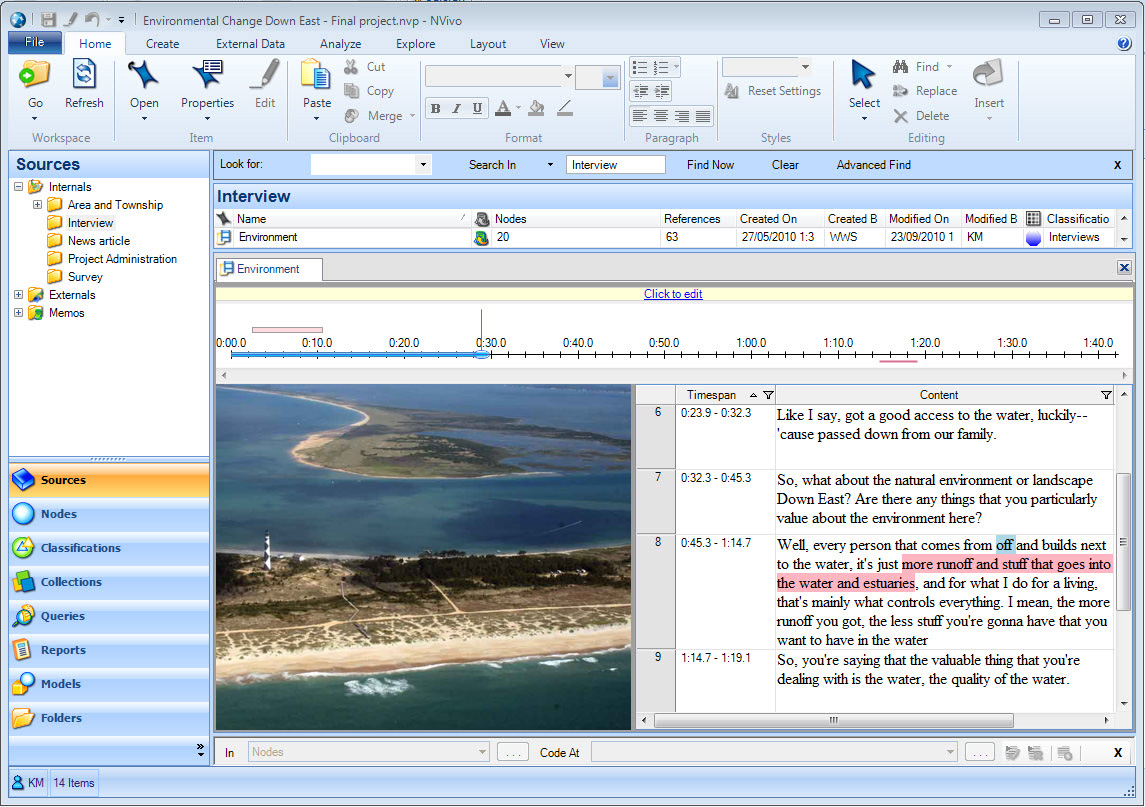 Environmental Change Down East - Final project.nvp - NVivo
File Home Create External Data Analyze Explore Layout View
Go
Refresh
Workspace
Open
Properties
Edit
Item
Paste
Cut
Copy
Merge
Clipboard
B I U A
Format
Paragraph
Reset Settings
Styles
Select
Find
Replace
Delete
Insert
Editing
Sources
Internals
Area and Township
Interview
News article
Project Administration
Survey
Externals
Memos
Sources
Nodes
Classifications
Collections
Queries
Reports
Models
Folders
Look for: Search In Interview Find Now Clear Advanced Find X
Interview
Name Nodes References Created On Created B Modified On Modified B Classificatio
Environment 20 63 27/05/2010 1:3 WWS 23/09/2010 1 KM Interviews
Environment
Click to edit
0:00.0 0:10.0 0:20.0 0:30.0 0:40.0 0:50.0 1:00.0 1:10.0 1:20.0 1:30.0 1:40.0
Timespan Content
6 0:23.9 - 0:32.3 Like I say, got a good access to the water, luckily--
'cause passed down from our family.
7 0:32.3 - 0:45.3 So, what about the natural environment or landscape
Down East? Are there any things that you particularly
value about the environment here?
8 0:45.3 - 1:14.7 Well, every person that comes from off and builds next
to the water, it's just more runoff and stuff that goes into
the water and estuaries, and for what I do for a living,
that's mainly what controls everything. I mean, the more
runoff you got, the less stuff you're gonna have that you
want to have in the water
9 1:14.7 - 1:19.1 So, you're saying that the valuable thing that you're
dealing with is the water, the quality of the water.
In Nodes ... Code At ... X
KM 14 Items